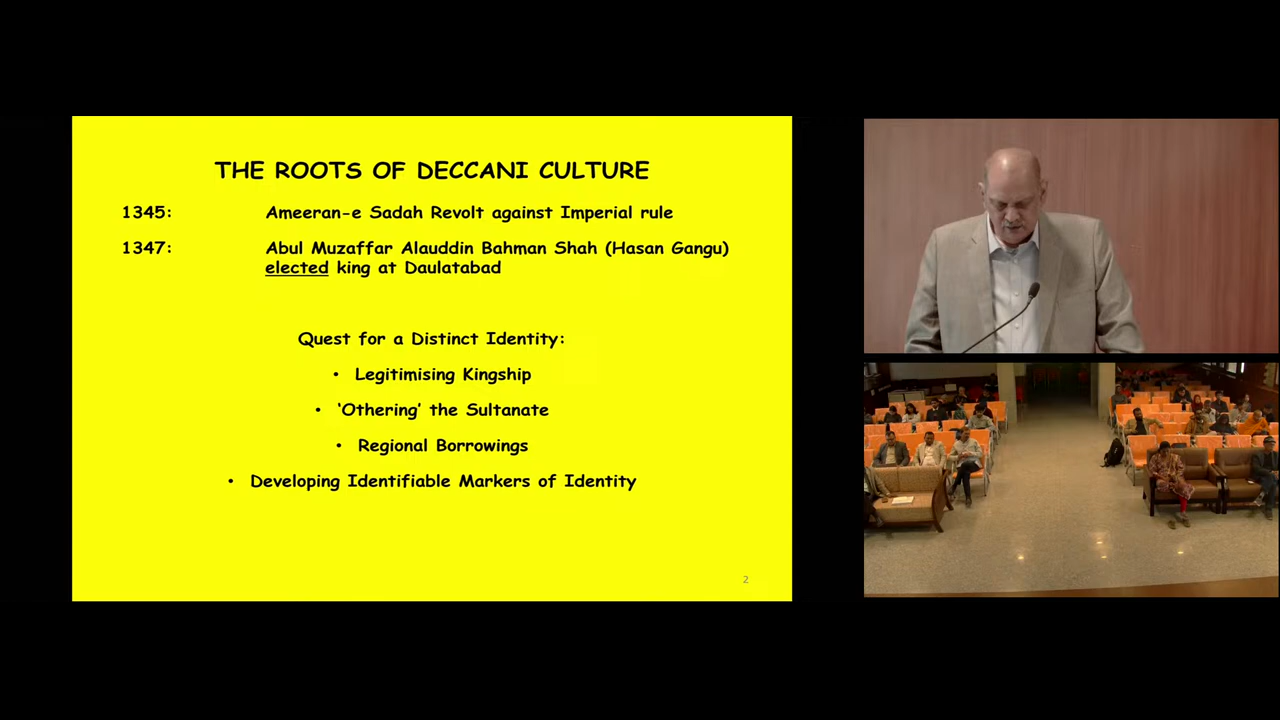 THE ROOTS OF DECCANI CULTURE
1345: Ameeran-e Sadah Revolt against Imperial rule
1347: Abul Muzaffar Alauddin Bahman Shah (Hasan Gangu)
elected king at Daulatabad
Quest for a Distinct Identity:
• Legitimising Kingship
• ‘Othering’ the Sultanate
• Regional Borrowings
• Developing Identifiable Markers of Identity
2